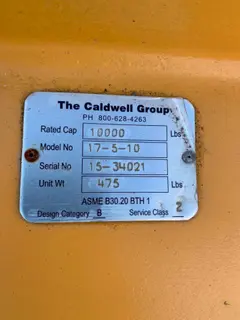 The Caldwell Group
PH 800-628-4263
Rated Cap 10000 Lbs
Model No 17-5-10
Serial No 15-34021
Unit Wt 475 Lbs
ASME B30.20 BTH 1
Design Category B Service Class 2